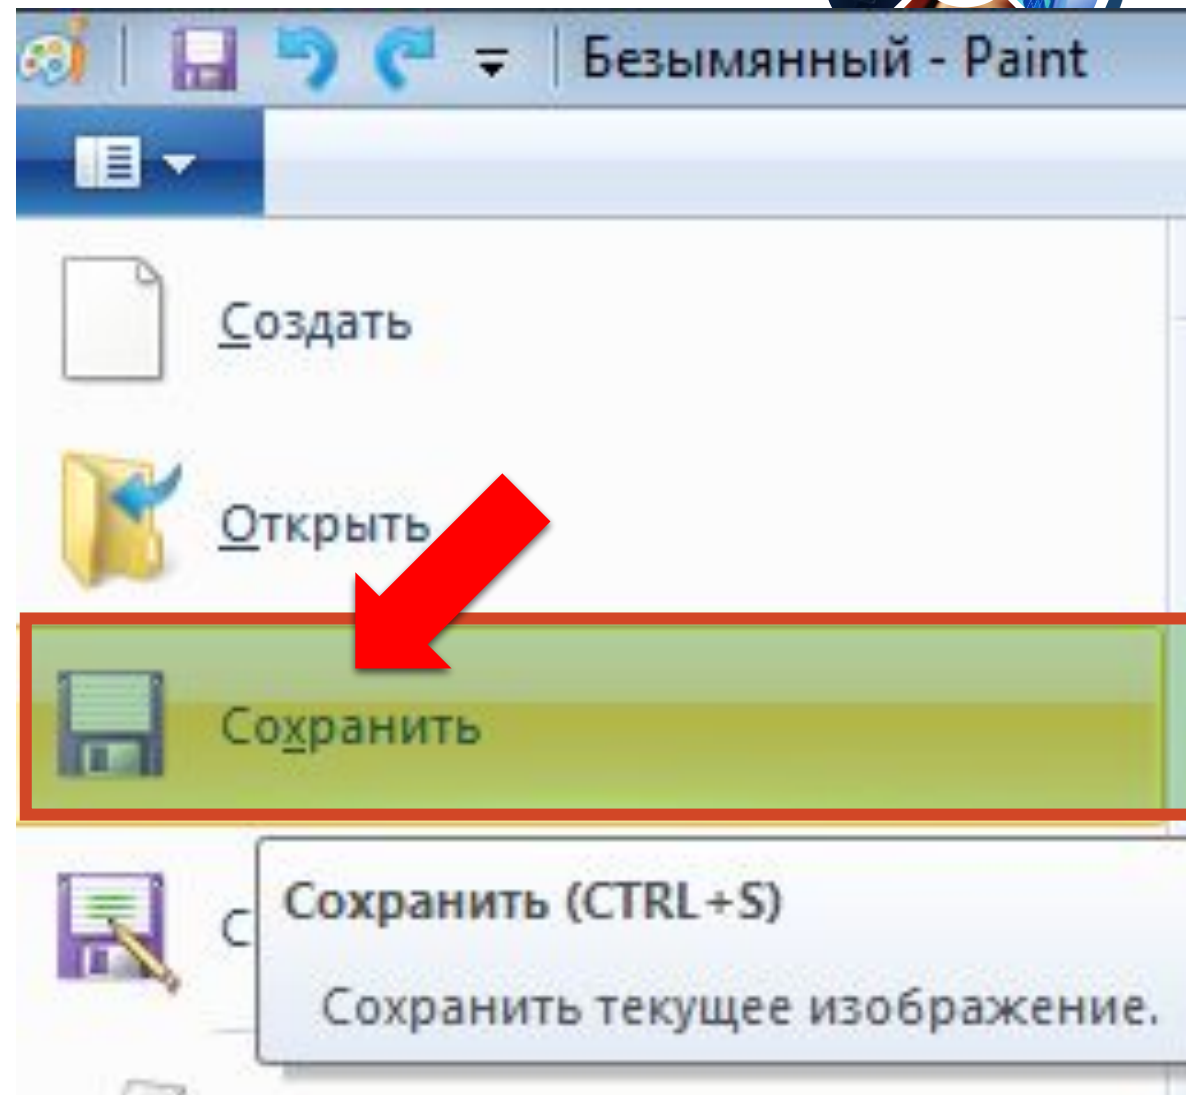 Безымянный - Paint
Создать
Открыть
Сохранить
С
Сохранить (CTRL+S)
Сохранить текущее изображение.